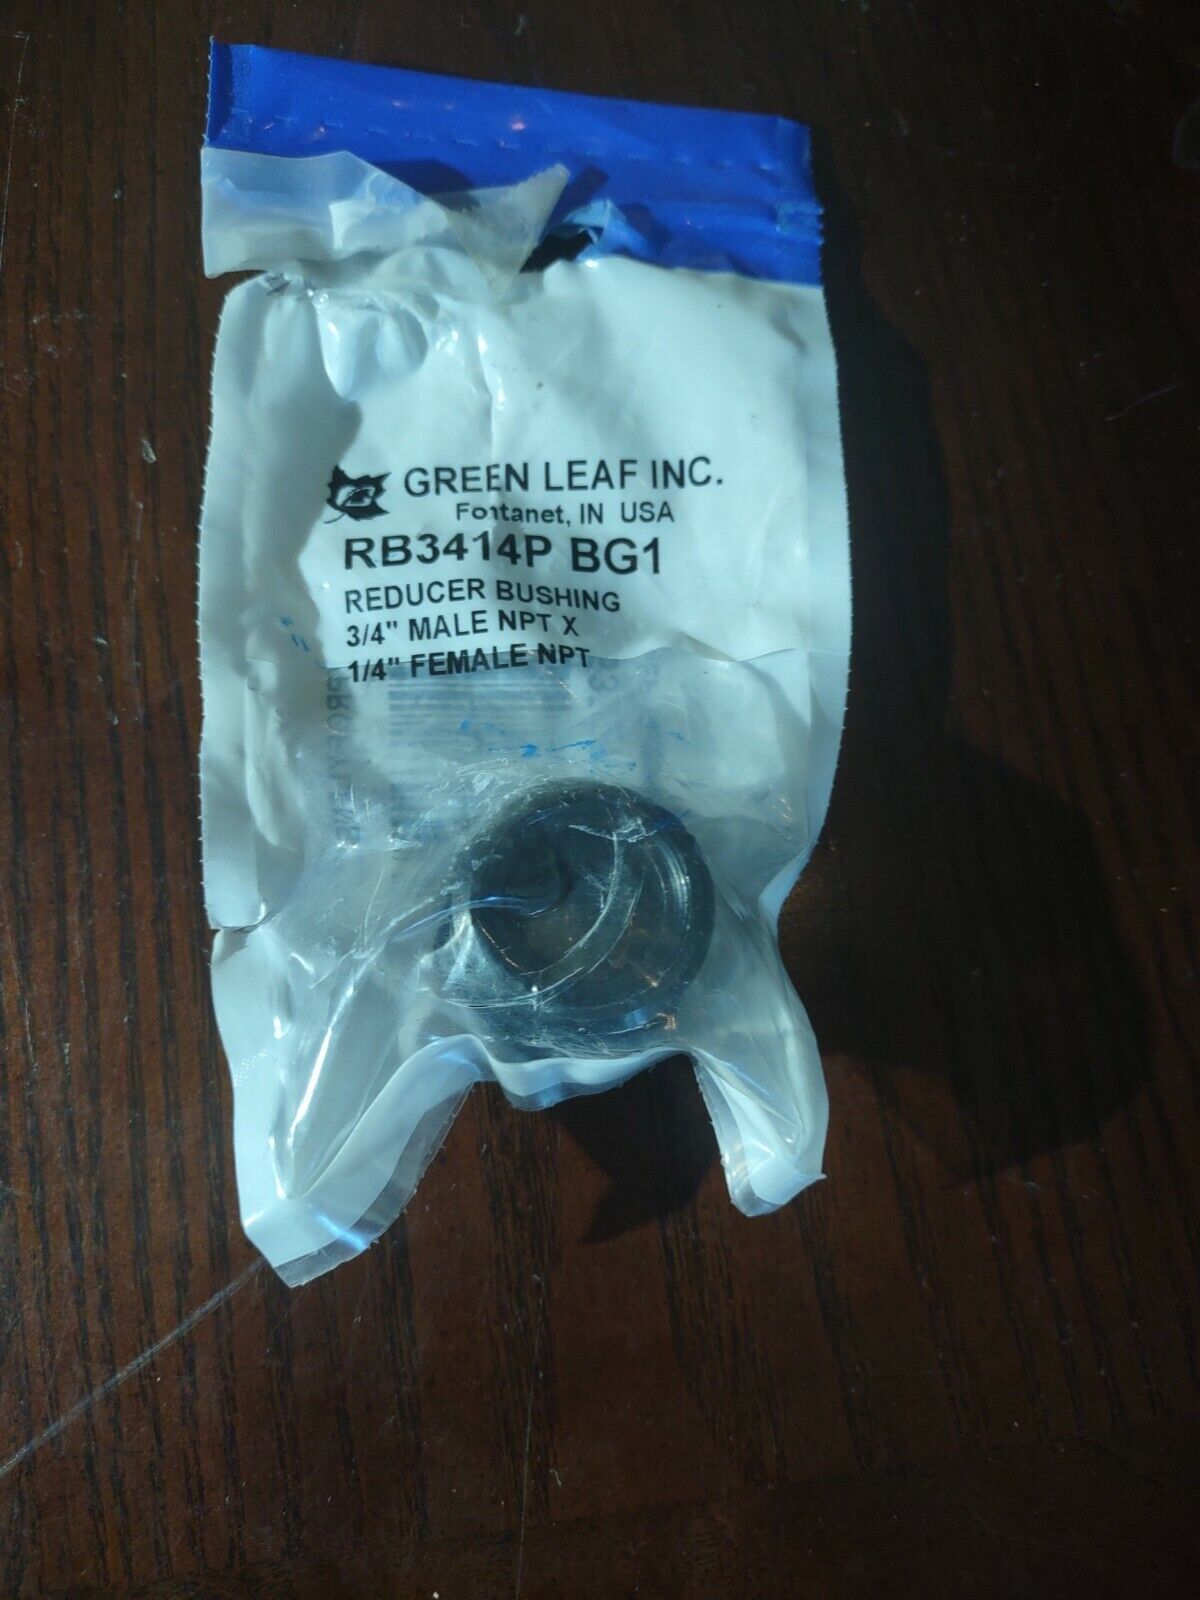 GREEN LEAF INC.
Fontanet, IN USA
RB3414P BG1
REDUCER BUSHING
3/4" MALE NPT X
1/4" FEMALE NPT